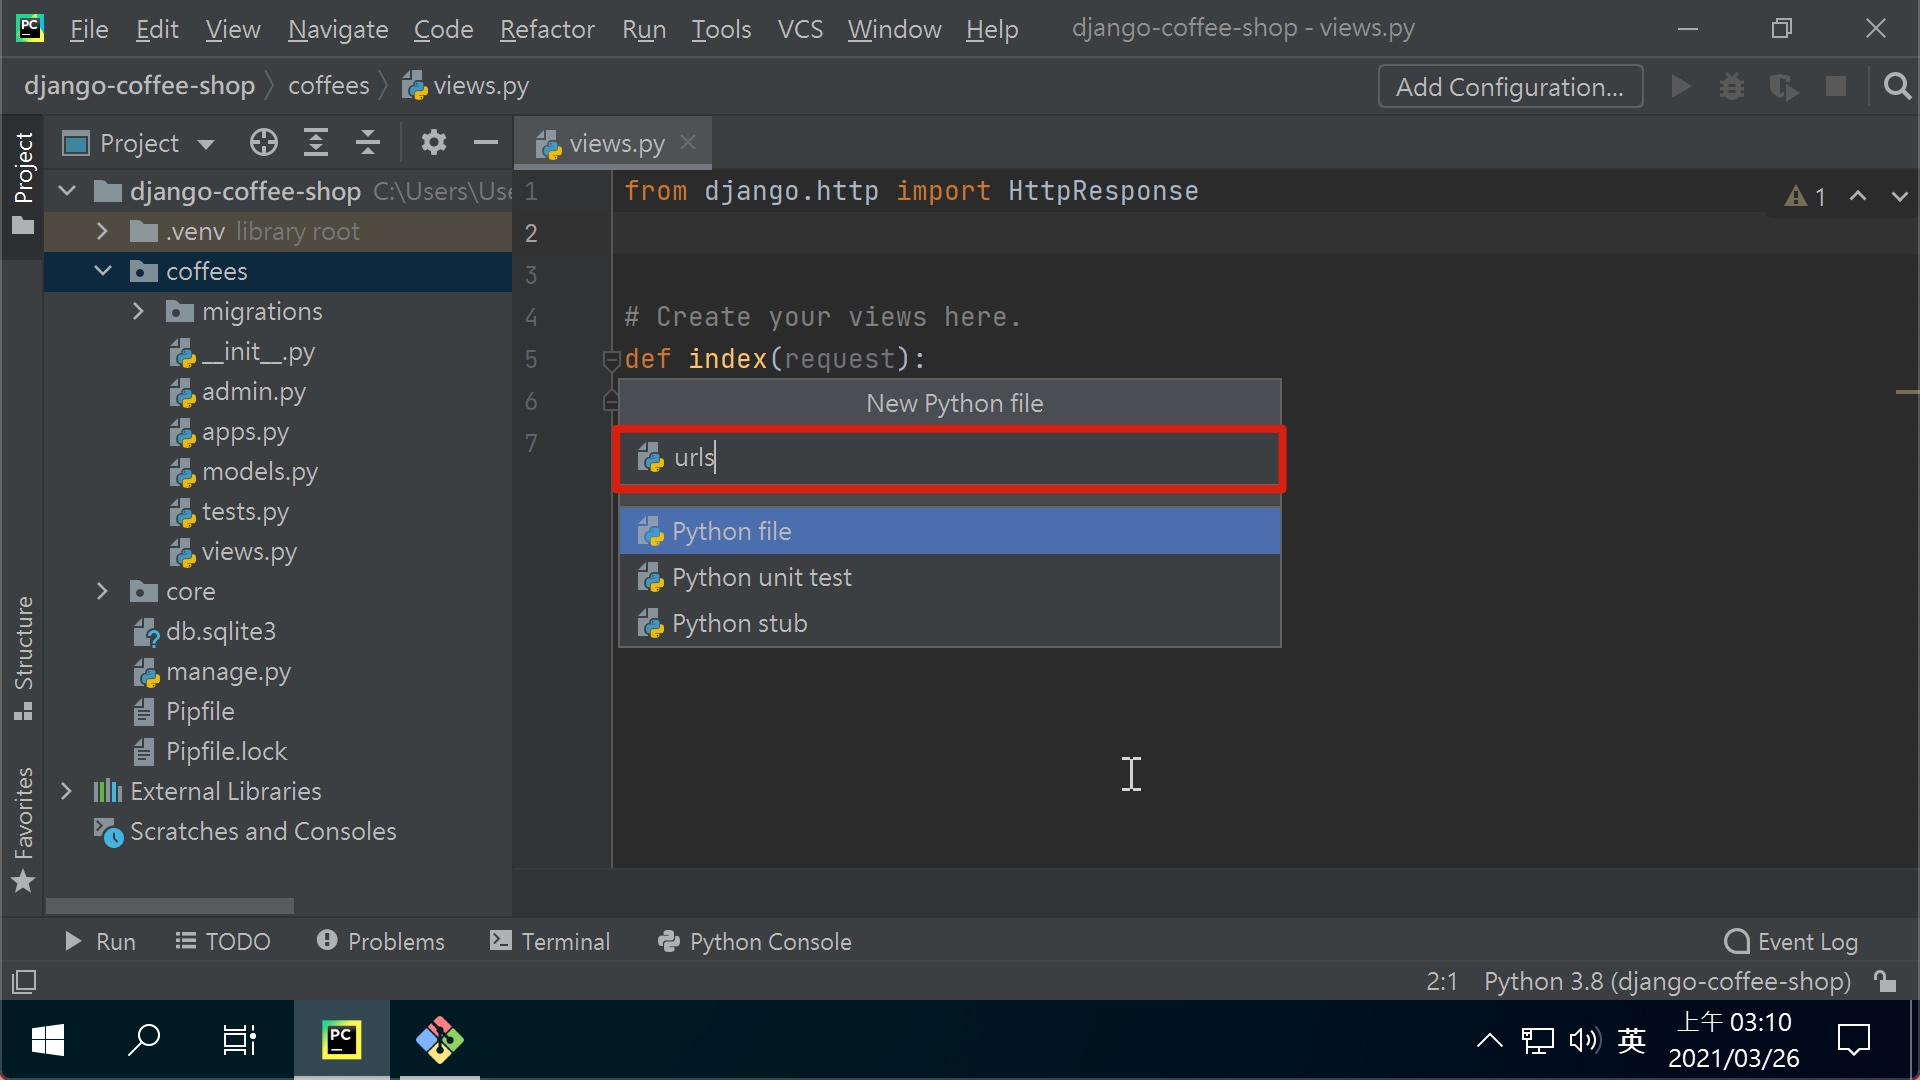 PC File Edit View Navigate Code Refactor Run Tools VCS Window Help django-coffee-shop - views.py
django-coffee-shop coffees views.py Add Configuration...
Project Project views.py
django-coffee-shop C:\Users\Use
.venv library root
coffees
migrations
__init__.py
admin.py
apps.py
models.py
tests.py
views.py
core
db.sqlite3
manage.py
Pipfile
Pipfile.lock
External Libraries
Scratches and Consoles
Structure
Favorites
1 from django.http import HttpResponse
1
2
3
4 # Create your views here.
5 def index(request):
6
7
New Python file
urls
Python file
Python unit test
Python stub
Run TODO Problems Terminal Python Console Event Log
2:1 Python 3.8 (django-coffee-shop)
PC
英
上午 03:10
2021/03/26